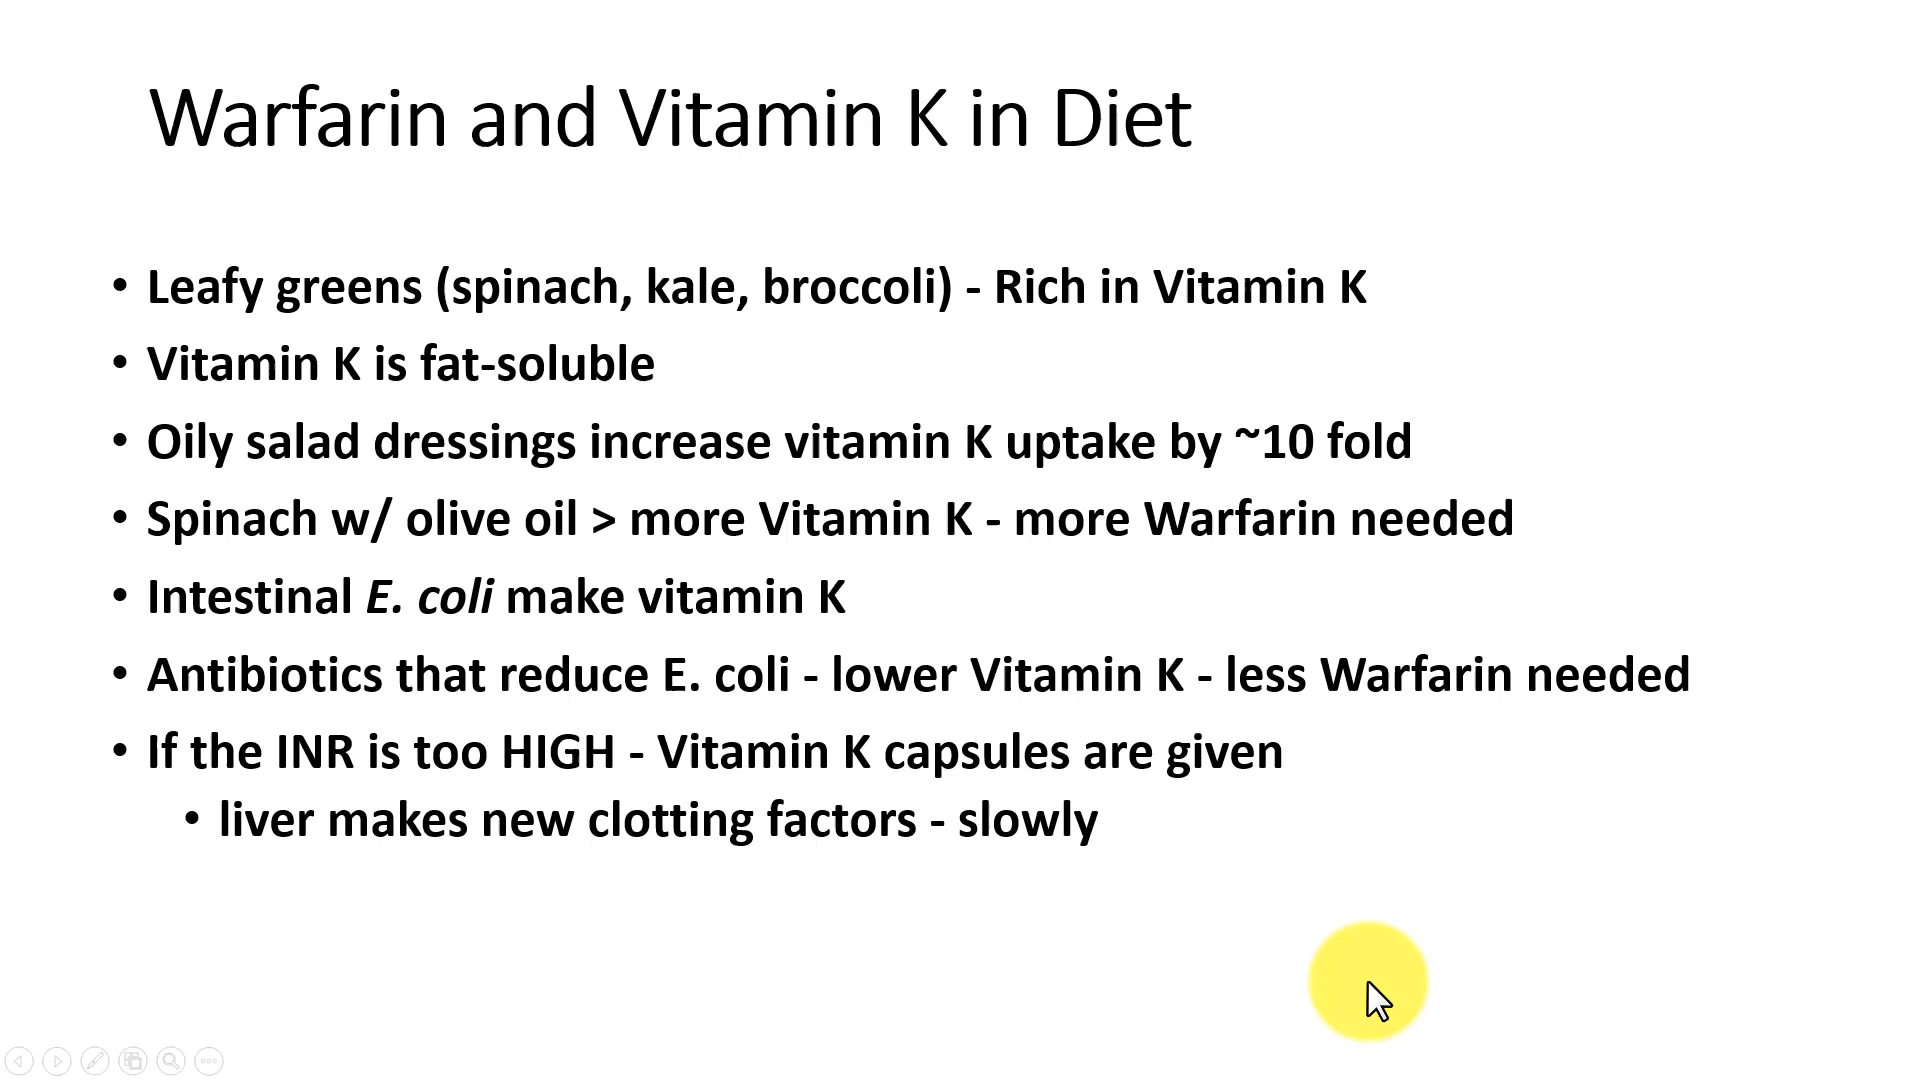 Warfarin and Vitamin K in Diet
• Leafy greens (spinach, kale, broccoli) - Rich in Vitamin K
• Vitamin K is fat-soluble
• Oily salad dressings increase vitamin K uptake by ~10 fold
• Spinach w/ olive oil > more Vitamin K - more Warfarin needed
• Intestinal E. coli make vitamin K
• Antibiotics that reduce E. coli - lower Vitamin K - less Warfarin needed
• If the INR is too HIGH - Vitamin K capsules are given
• liver makes new clotting factors - slowly